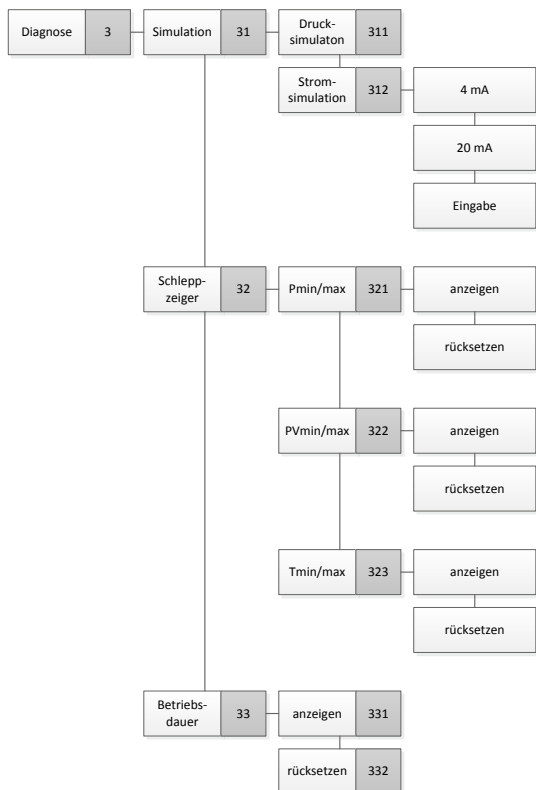 Diagnose 3 Simulation 31 Druck-
simulaton 311
Strom-
simulation 312 4 mA
20 mA
Eingabe
Schlepp-
zeiger 32 Pmin/max 321 anzeigen
rücksetzen
PVmin/max 322 anzeigen
rücksetzen
Tmin/max 323 anzeigen
rücksetzen
Betriebs-
dauer 33 anzeigen 331
rücksetzen 332